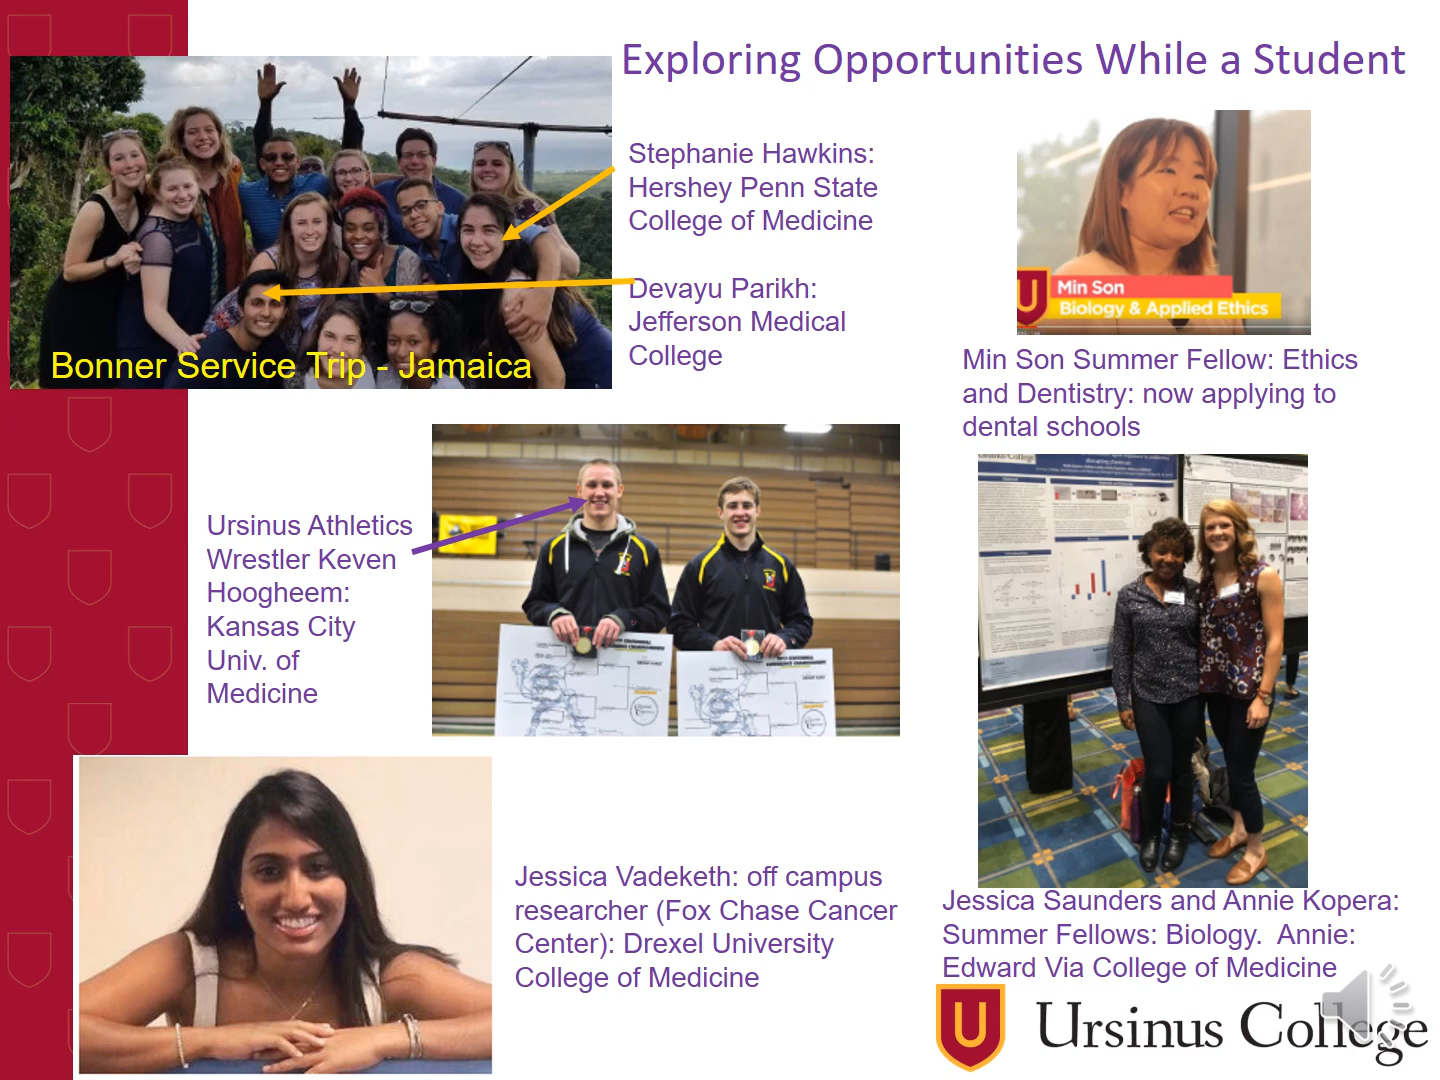 Exploring Opportunities While a Student
Stephanie Hawkins:
Hershey Penn State
College of Medicine
Devayu Parikh:
Jefferson Medical
College
Bonner Service Trip - Jamaica
Min Son
Biology & Applied Ethics
Min Son Summer Fellow: Ethics
and Dentistry: now applying to
dental schools
Ursinus Athletics
Wrestler Keven
Hoogheem:
Kansas City
Univ. of
Medicine
Jessica Vadeketh: off campus
researcher (Fox Chase Cancer
Center): Drexel University
College of Medicine
Jessica Saunders and Annie Kopera:
Summer Fellows: Biology.  Annie:
Edward Via College of Medicine
U
Ursinus College